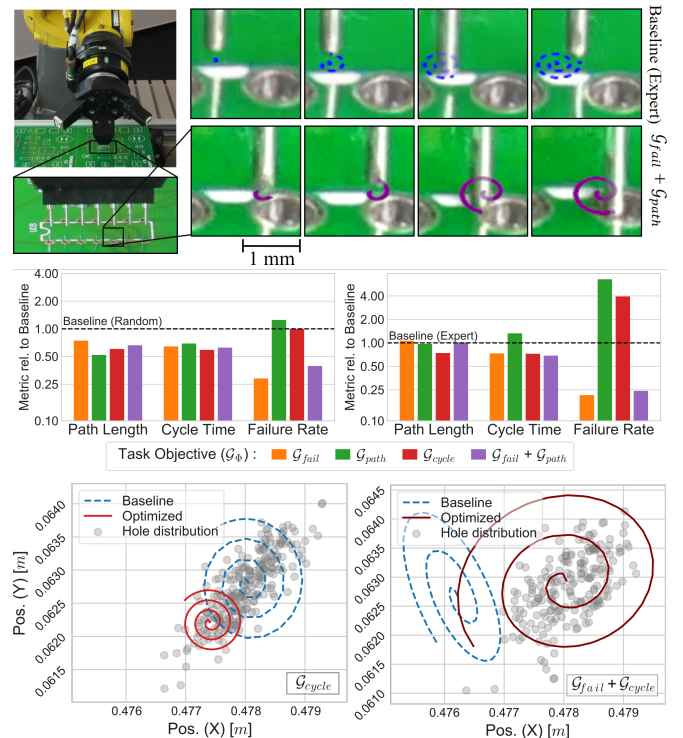 Baseline (Expert)
𝒢fail + 𝒢path
U08
1 mm
Metric rel. to Baseline
4.00
1.00
0.50
0.25
0.10
Baseline (Random)
Path Length Cycle Time Failure Rate
Metric rel. to Baseline
4.00
1.00
0.50
0.25
0.10
Baseline (Expert)
Path Length Cycle Time Failure Rate
Task Objective (𝒢Φ) : 𝒢fail 𝒢path 𝒢cycle 𝒢fail + 𝒢path
Pos. (Y) [m]
0.0640
0.0635
0.0630
0.0625
0.0620
0.0615
Baseline
Optimized
Hole distribution
𝒢cycle
0.476 0.477 0.478 0.479
Pos. (X) [m]
0.0645
0.0640
0.0635
0.0630
0.0625
0.0620
0.0615
0.0610
Baseline
Optimized
Hole distribution
𝒢fail + 𝒢cycle
0.476 0.477 0.478 0.479
Pos. (X) [m]